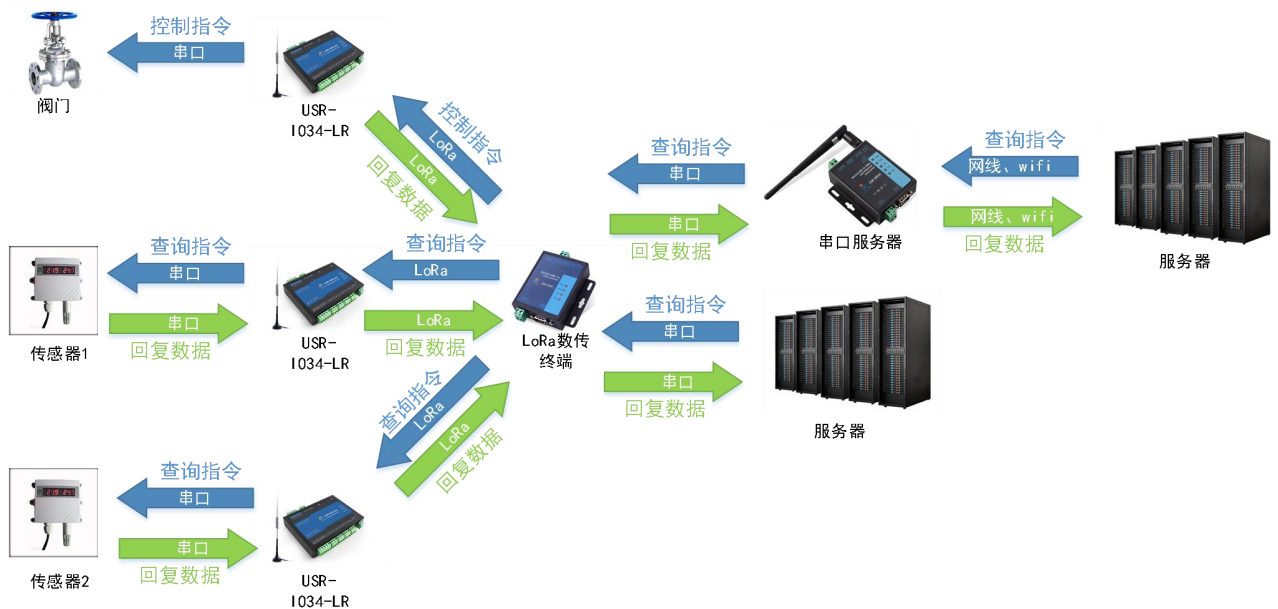 控制指令
串口
阀门
USR-
IO34-LR
控制指令
LoRa
LoRa
回复数据
查询指令
串口
串口
回复数据
串口服务器
查询指令
网线、wifi
网线、wifi
回复数据
服务器
查询指令
串口
串口
回复数据
传感器1
USR-
IO34-LR
查询指令
LoRa
LoRa
回复数据
LoRa数传
终端
查询指令
串口
串口
回复数据
服务器
查询指令
LoRa
LoRa
回复数据
查询指令
串口
串口
回复数据
传感器2
USR-
IO34-LR